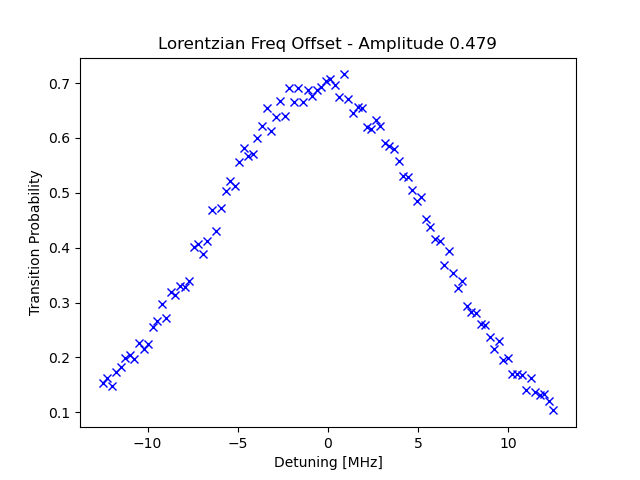 Lorentzian Freq Offset - Amplitude 0.479
Transition Probability
0.7
0.6
0.5
0.4
0.3
0.2
0.1
−10 −5 0 5 10
Detuning [MHz]